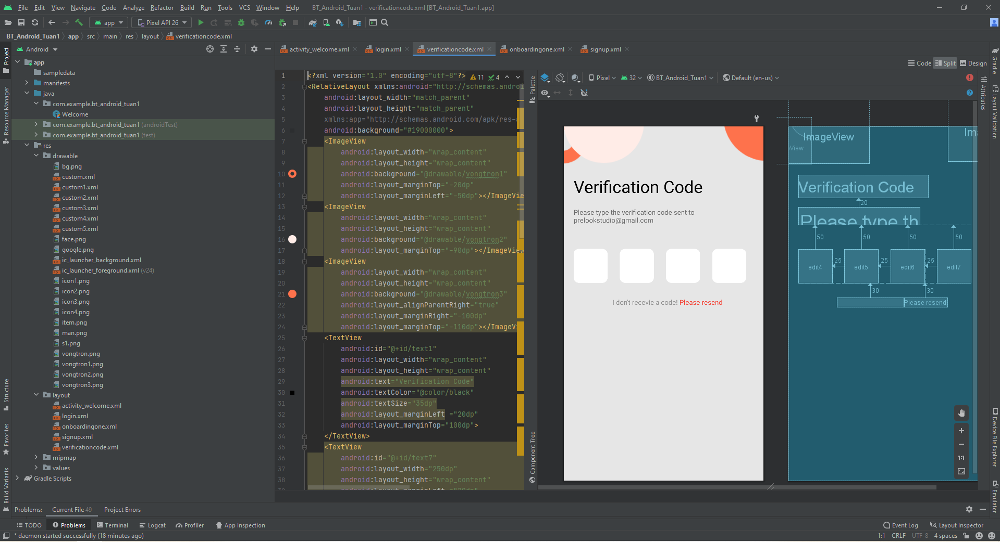 File Edit View Navigate Code Analyze Refactor Build Run Tools VCS Window Help BT_Android_Tuan1 - verificationcode.xml [BT_Android_Tuan1.app]
app Pixel API 26
BT_Android_Tuan1 app src main res layout verificationcode.xml
Project
Resource Manager
Structure
Favorites
Build Variants
Android
app
sampledata
manifests
java
com.example.bt_android_tuan1
Welcome
com.example.bt_android_tuan1 (androidTest)
com.example.bt_android_tuan1 (test)
res
drawable
bg.png
custom.xml
custom1.xml
custom2.xml
custom3.xml
custom4.xml
custom5.xml
face.png
google.png
ic_launcher_background.xml
ic_launcher_foreground.xml (v24)
icon1.png
icon2.png
icon3.png
icon4.png
item.png
man.png
s1.png
vongtron.png
vongtron1.png
vongtron2.png
vongtron3.png
layout
activity_welcome.xml
login.xml
onboardingone.xml
signup.xml
verificationcode.xml
mipmap
values
Gradle Scripts
activity_welcome.xml login.xml verificationcode.xml onboardingone.xml signup.xml
Code Split Design
11 4
1 <?xml version="1.0" encoding="utf-8"?>
2 <RelativeLayout xmlns:android="http://schemas.andro
3 android:layout_width="match_parent"
4 android:layout_height="match_parent"
5 xmlns:app="http://schemas.android.com/apk/res-
6 android:background="#19000000">
7 <ImageView
8 android:layout_width="wrap_content"
9 android:layout_height="wrap_content"
10 android:background="@drawable/vongtron1"
11 android:layout_marginTop="-20dp"
12 android:layout_marginLeft="-50dp"></ImageVie
13 <ImageView
14 android:layout_width="wrap_content"
15 android:layout_height="wrap_content"
16 android:background="@drawable/vongtron2"
17 android:layout_marginTop="-90dp"></ImageView
18 <ImageView
19 android:layout_width="wrap_content"
20 android:layout_height="wrap_content"
21 android:background="@drawable/vongtron3"
22 android:layout_alignParentRight="true"
23 android:layout_marginRight="-100dp"
24 android:layout_marginTop="-110dp"></ImageV
25 <TextView
26 android:id="@+id/text1"
27 android:layout_width="wrap_content"
28 android:layout_height="wrap_content"
29 android:text="Verification Code"
30 android:textColor="@color/black"
31 android:textSize="35dp"
32 android:layout_marginLeft ="20dp"
33 android:layout_marginTop="100dp">
34 </TextView>
35 <TextView
36 android:id="@+id/text7"
37 android:layout_width="250dp"
38 android:layout_height="wrap_content"
Palette
Component Tree
Pixel 32 BT_Android_Tuan1 Default (en-us)
Verification Code
Please type the verification code sent to
prelookstudio@gmail.com
I don't recevie a code! Please resend
ImageView
View
Im
Verification Code
20
Please type th
50 50 50 50
edit4 25 edit5 25 edit6 25 edit7
30 30
Please resend
1:1
Gradle
Attributes
Layout Validation
Device File Explorer
Emulator
Problems: Current File 49 Project Errors
TODO Problems Terminal Logcat Profiler App Inspection Event Log Layout Inspector
* daemon started successfully (18 minutes ago) 1:1 CRLF UTF-8 4 spaces